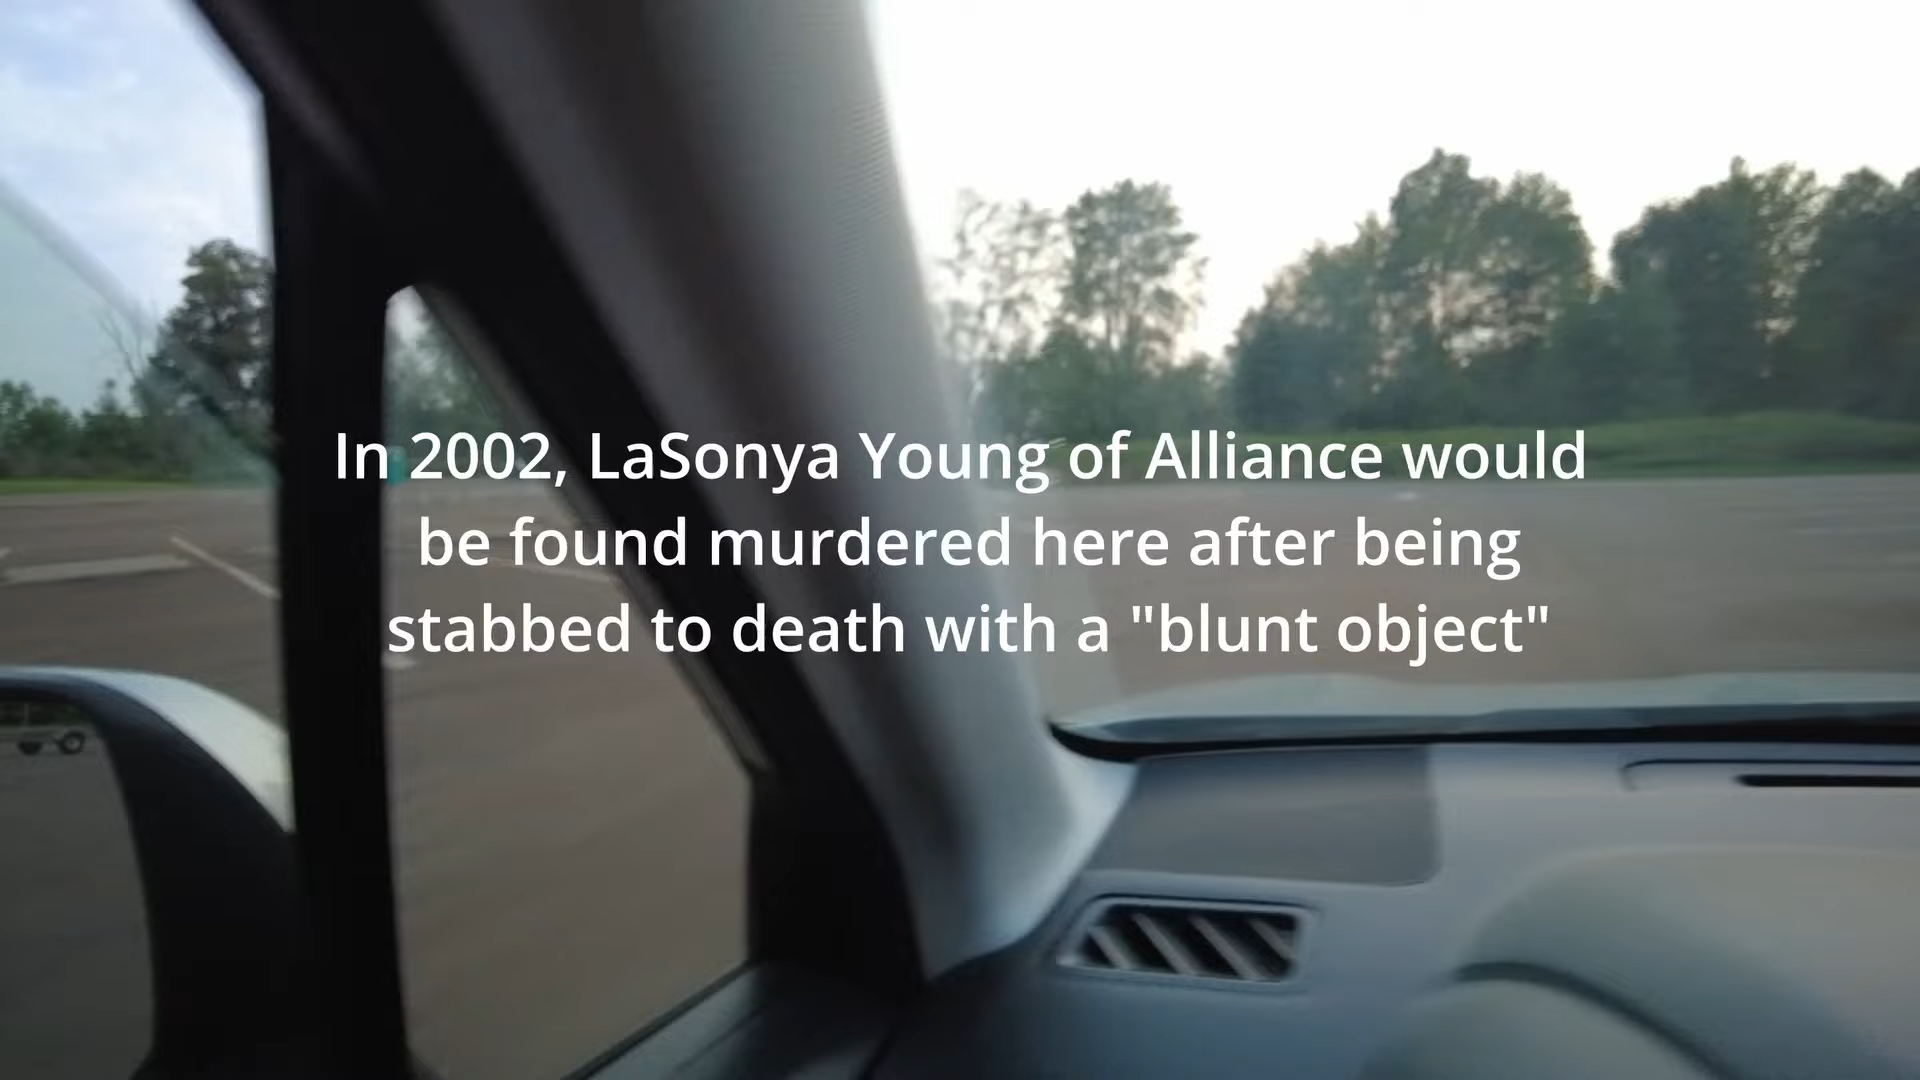 In 2002, LaSonya Young of Alliance would
be found murdered here after being
stabbed to death with a "blunt object"